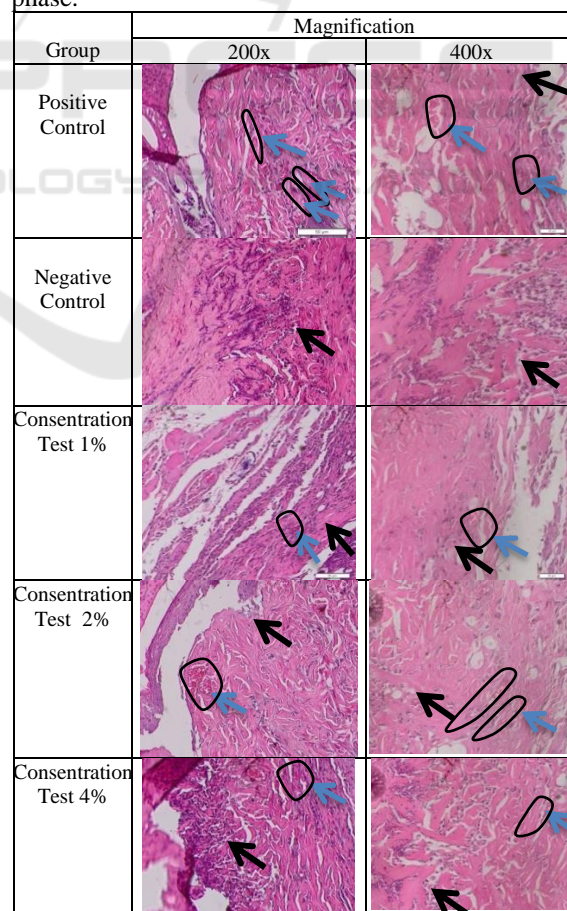 phase.
Magnification
Group 200x 400x
Positive
Control
Negative
Control
Consentration
Test 1%
Consentration
Test 2%
Consentration
Test 4%